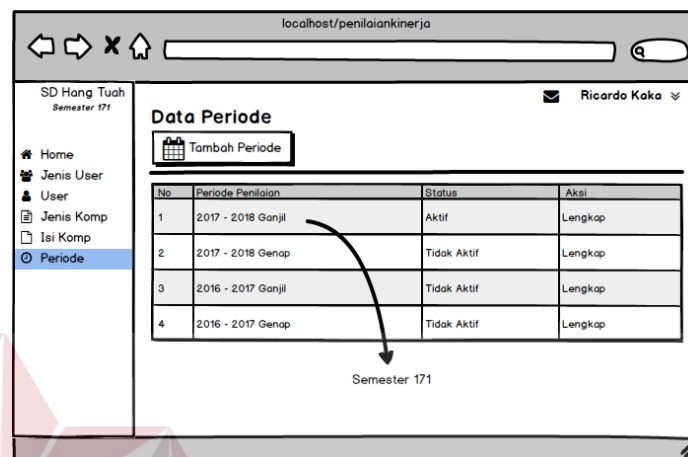 localhost/penilaiankinerja
SD Hang Tuah
Semester 171
Ricardo Kaka
Data Periode
Tambah Periode
Home
Jenis User
User
Jenis Komp
Isi Komp
Periode
No Periode Penilaian Status Aksi
1 2017 - 2018 Ganjil Aktif Lengkap
2 2017 - 2018 Genap Tidak Aktif Lengkap
3 2016 - 2017 Ganjil Tidak Aktif Lengkap
4 2016 - 2017 Genap Tidak Aktif Lengkap
Semester 171